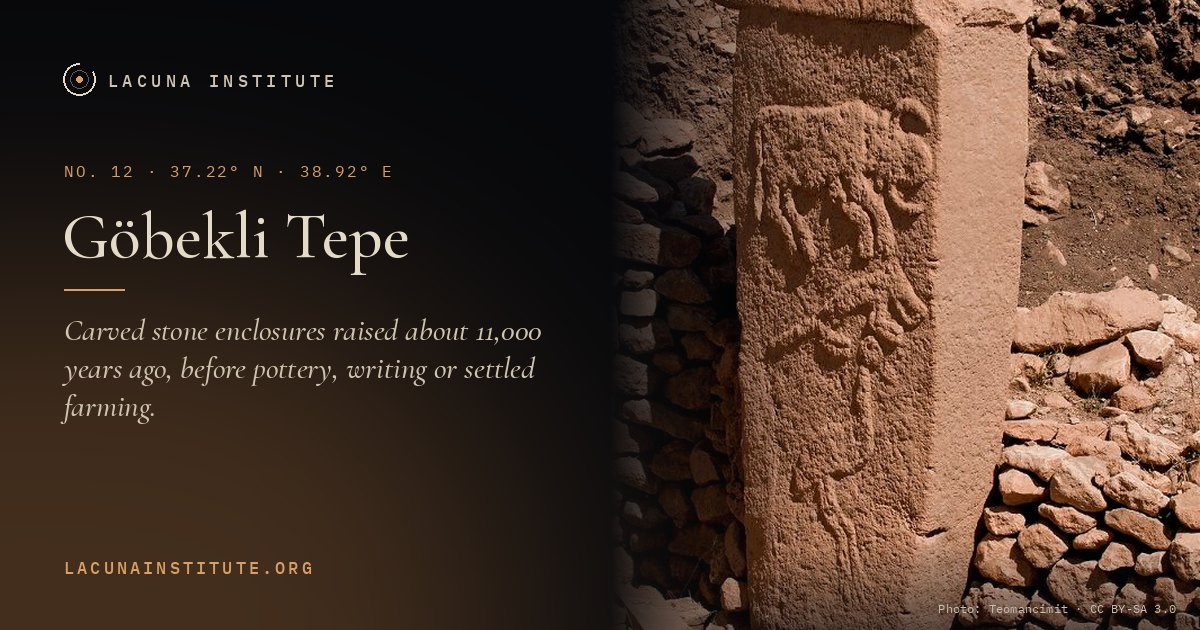 LACUNA INSTITUTE
NO. 12 · 37.22° N · 38.92° E
Göbekli Tepe
Carved stone enclosures raised about 11,000
years ago, before pottery, writing or settled
farming.
LACUNAINSTITUTE.ORG
Photo: Teomancimit · CC BY-SA 3.0